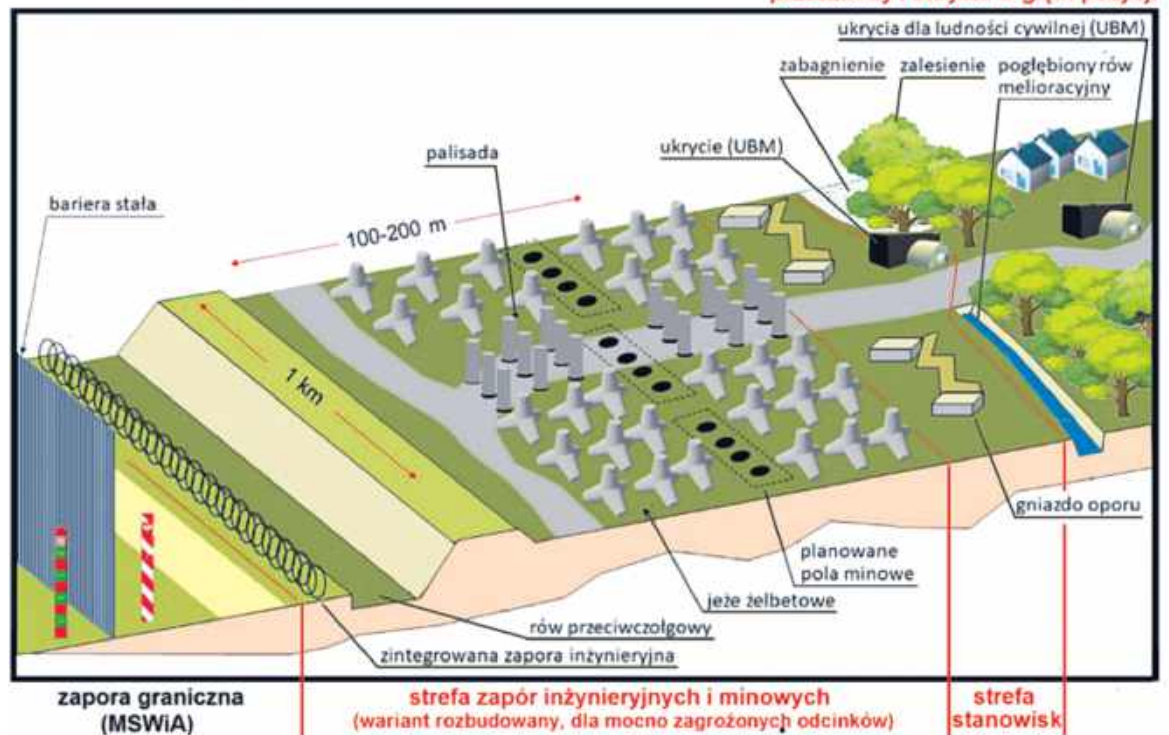 ukrycia dla ludności cywilnej (UBM)
zabagnienie
zalesienie
pogłębiony rów
melioracyjny
ukrycie (UBM)
palisada
bariera stała
100-200 m
1 km
gniazdo oporu
planowane
pola minowe
jeże żelbetowe
rów przeciwczołgowy
zintegrowana zapora inżynieryjna
zapora graniczna
(MSWiA)
strefa zapór inżynieryjnych i minowych
(wariant rozbudowany, dla mocno zagrożonych odcinków)
strefa
stanowisk